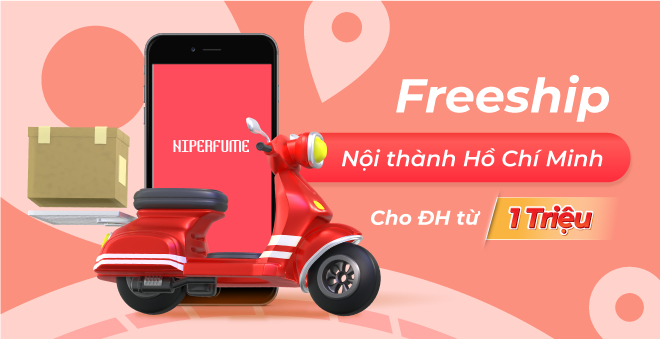 NIPERFUME
Freeship
Nội thành Hồ Chí Minh
Cho ĐH từ 1 Triệu